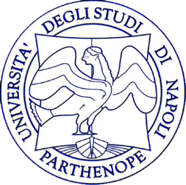 UNIVERSITA' DEGLI STUDI DI NAPOLI
PARTHENOPE